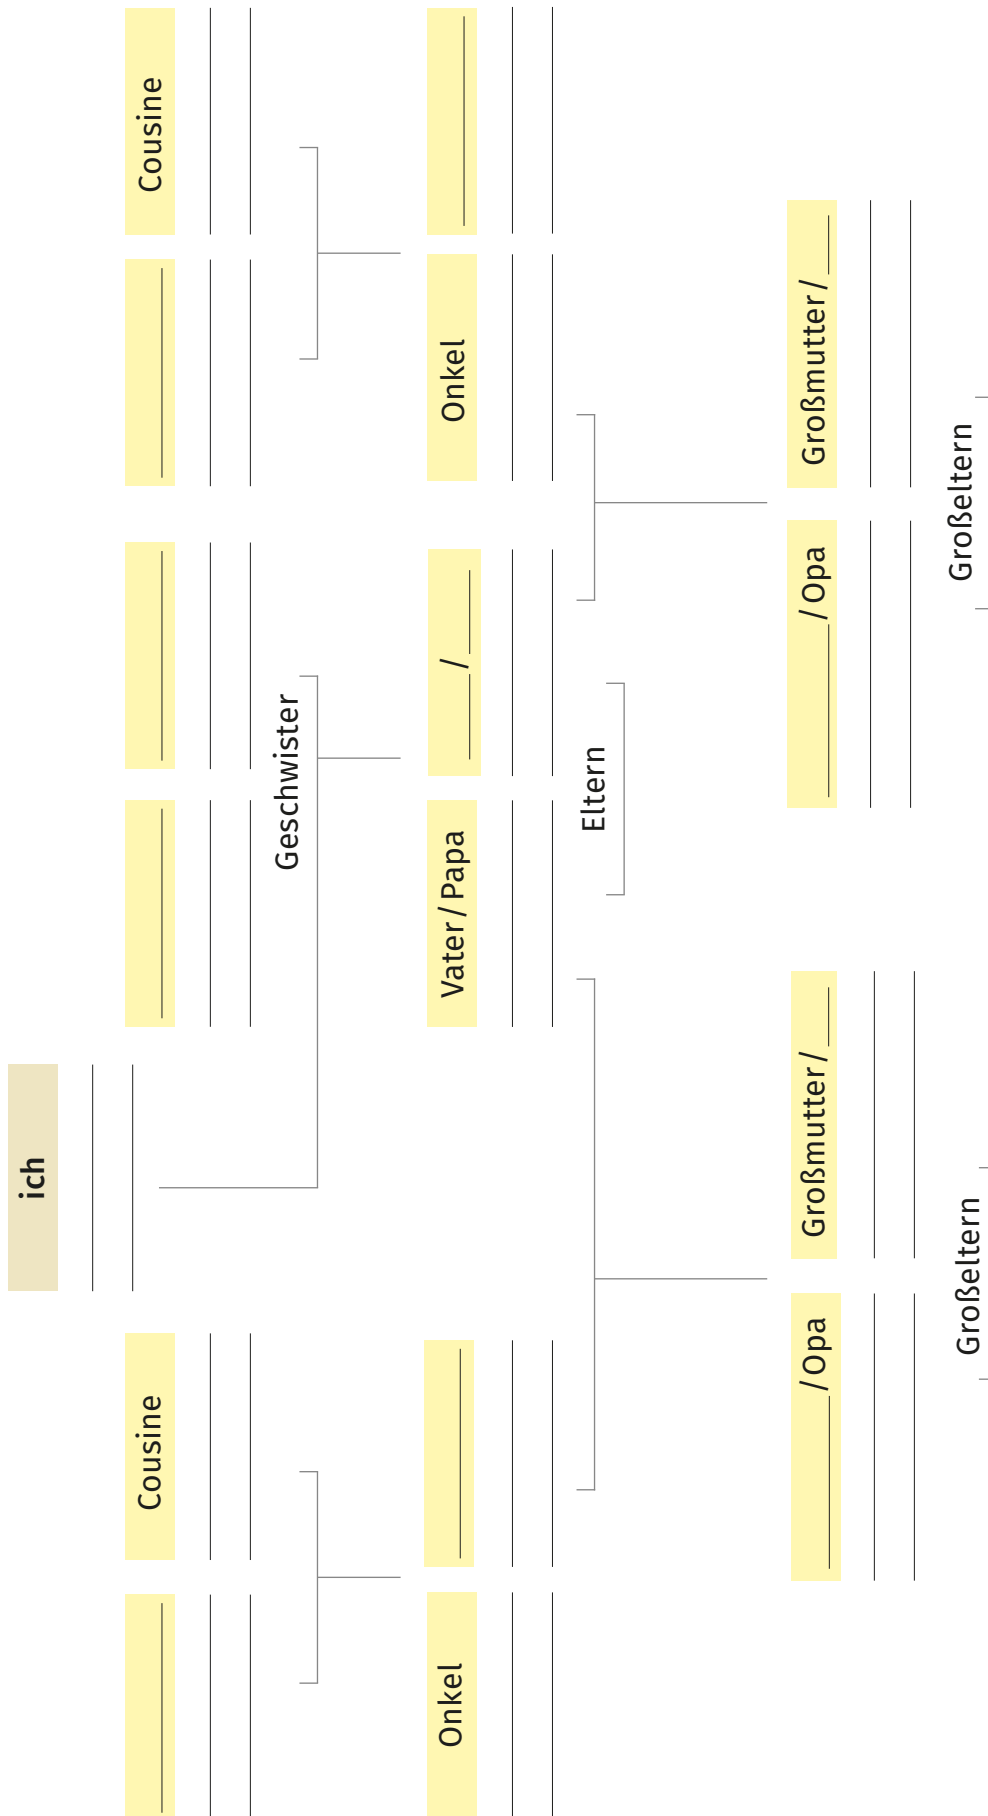 ich
Cousine
Cousine
Geschwister
Onkel
Vater / Papa
/
Onkel
Eltern
/ Opa
Großmutter /
/ Opa
Großmutter /
Großeltern
Großeltern